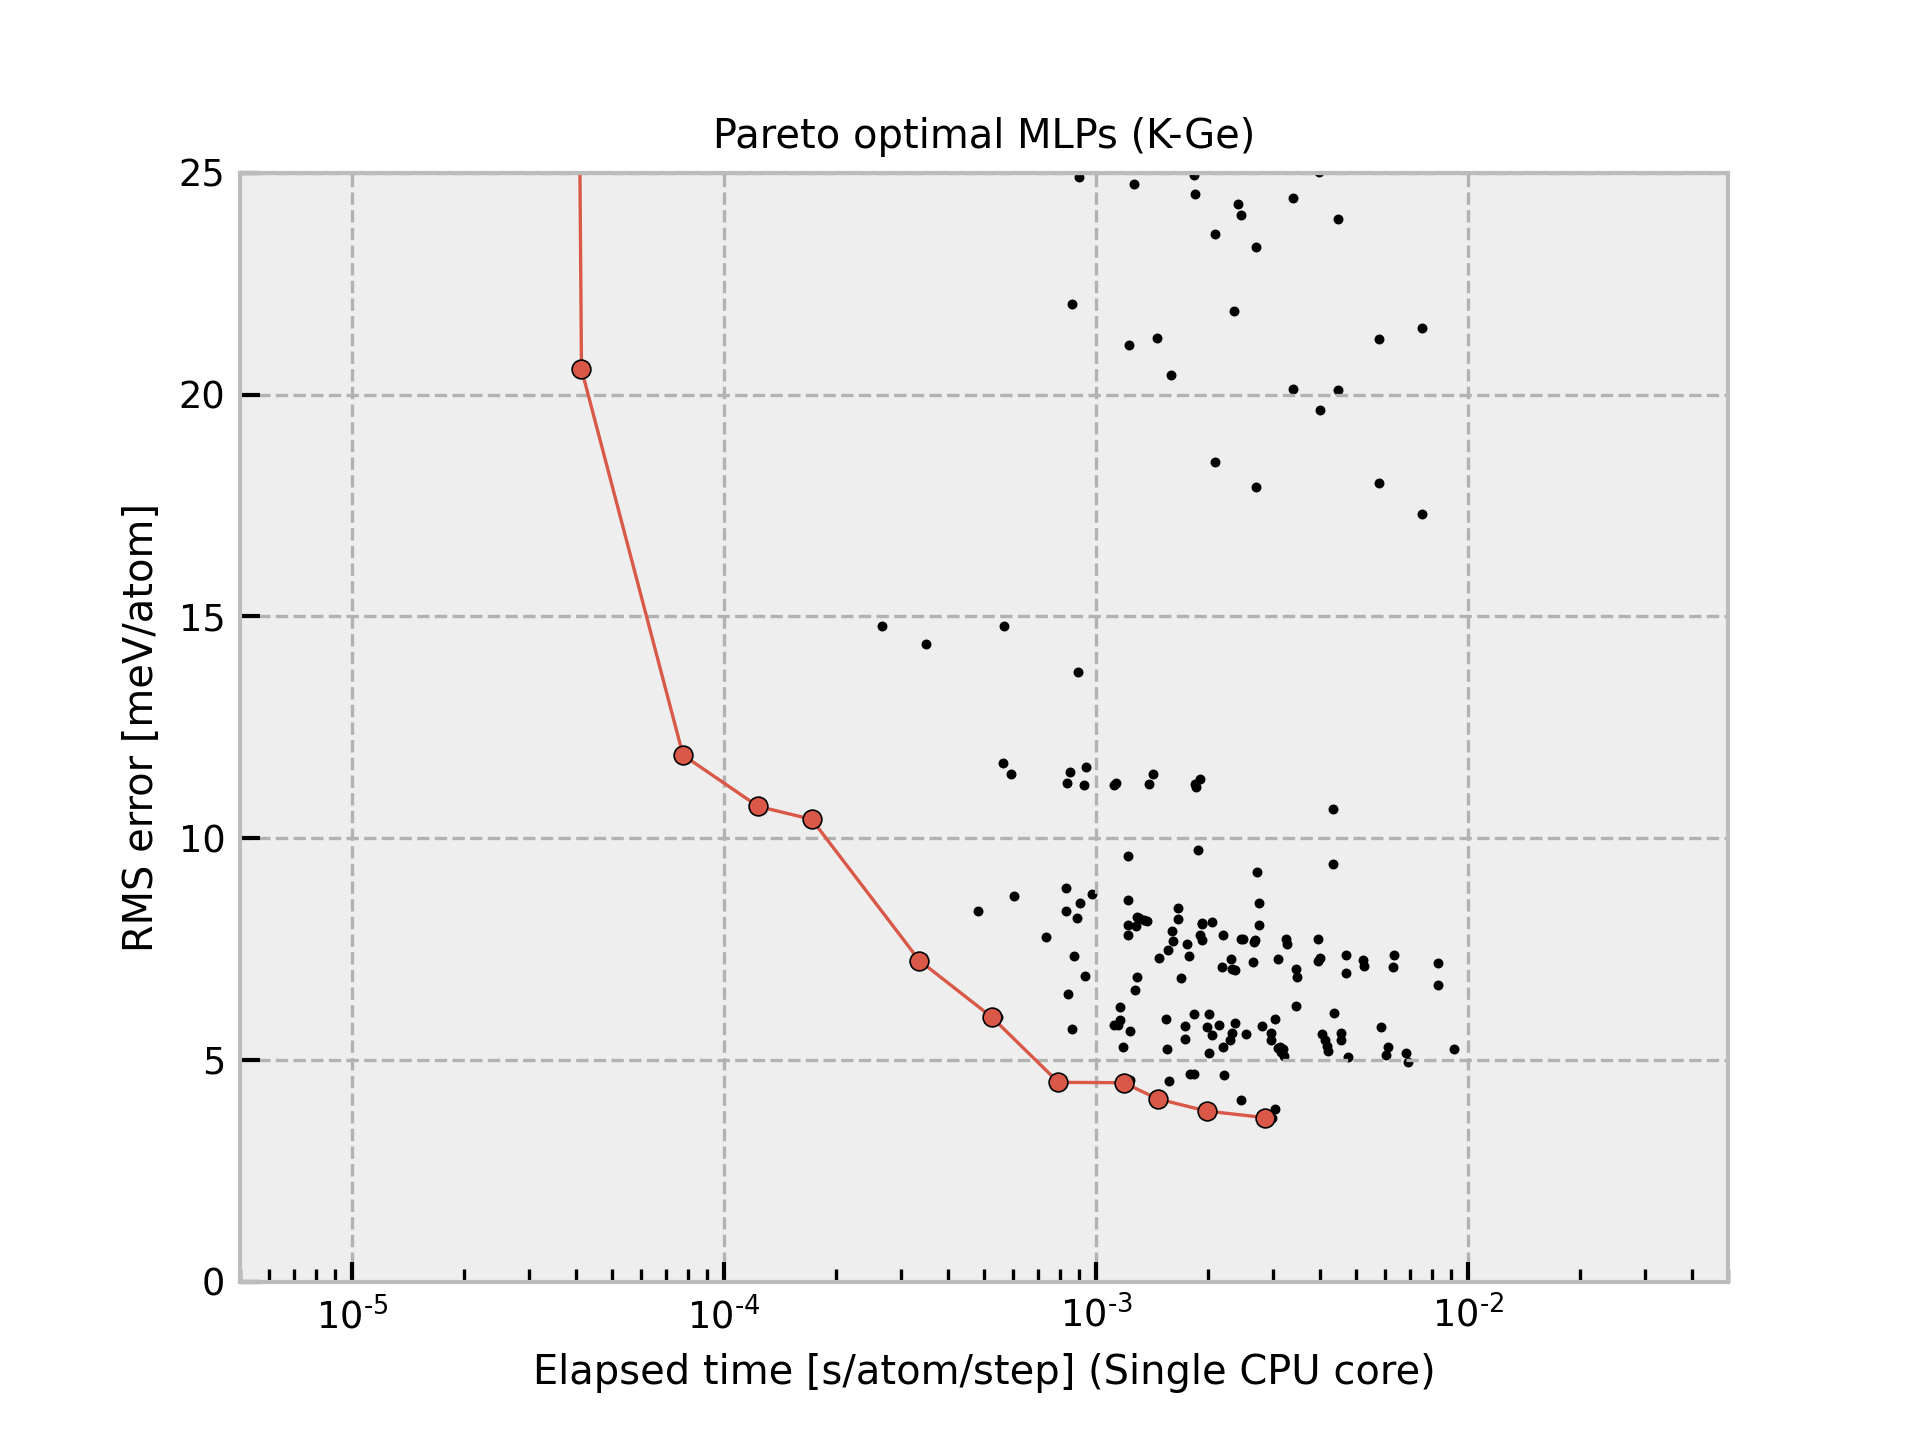 Pareto optimal MLPs (K-Ge)
25
20
15
10
5
0
RMS error [meV/atom]
10-5 10-4 10-3 10-2
Elapsed time [s/atom/step] (Single CPU core)